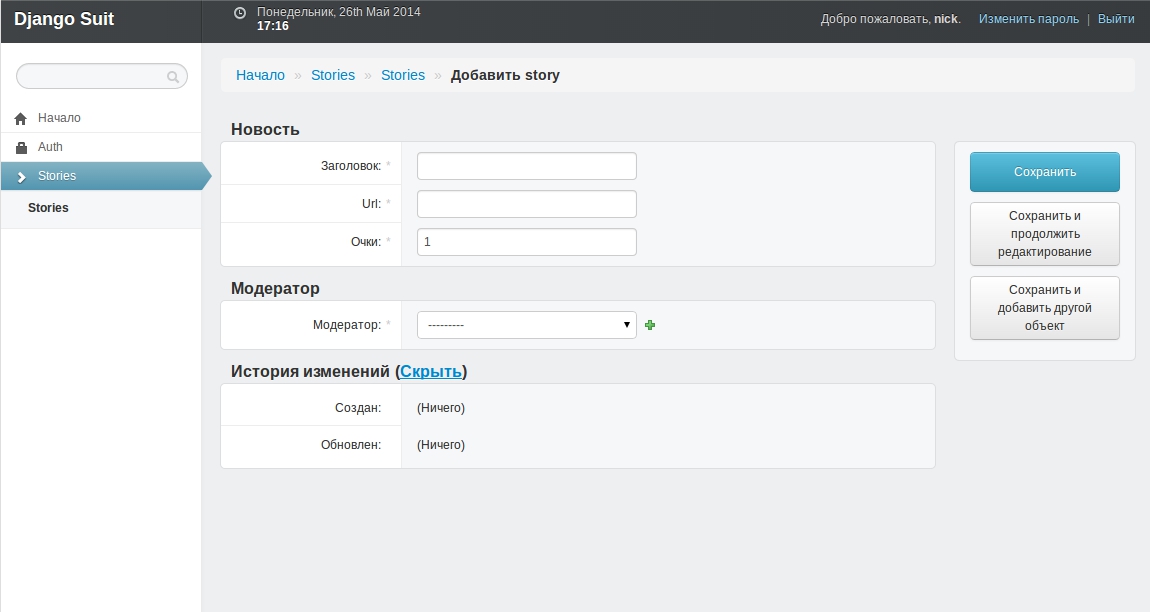 Django Suit
Понедельник, 26th Май 2014
17:16
Добро пожаловать, nick. Изменить пароль | Выйти
Начало
Auth
Stories
Stories
Начало » Stories » Stories » Добавить story
Новость
Заголовок: *
Url: *
Очки: * 1
Модератор
Модератор: * ---------
История изменений (Скрыть)
Создан: (Ничего)
Обновлен: (Ничего)
Сохранить
Сохранить и
продолжить
редактирование
Сохранить и
добавить другой
объект